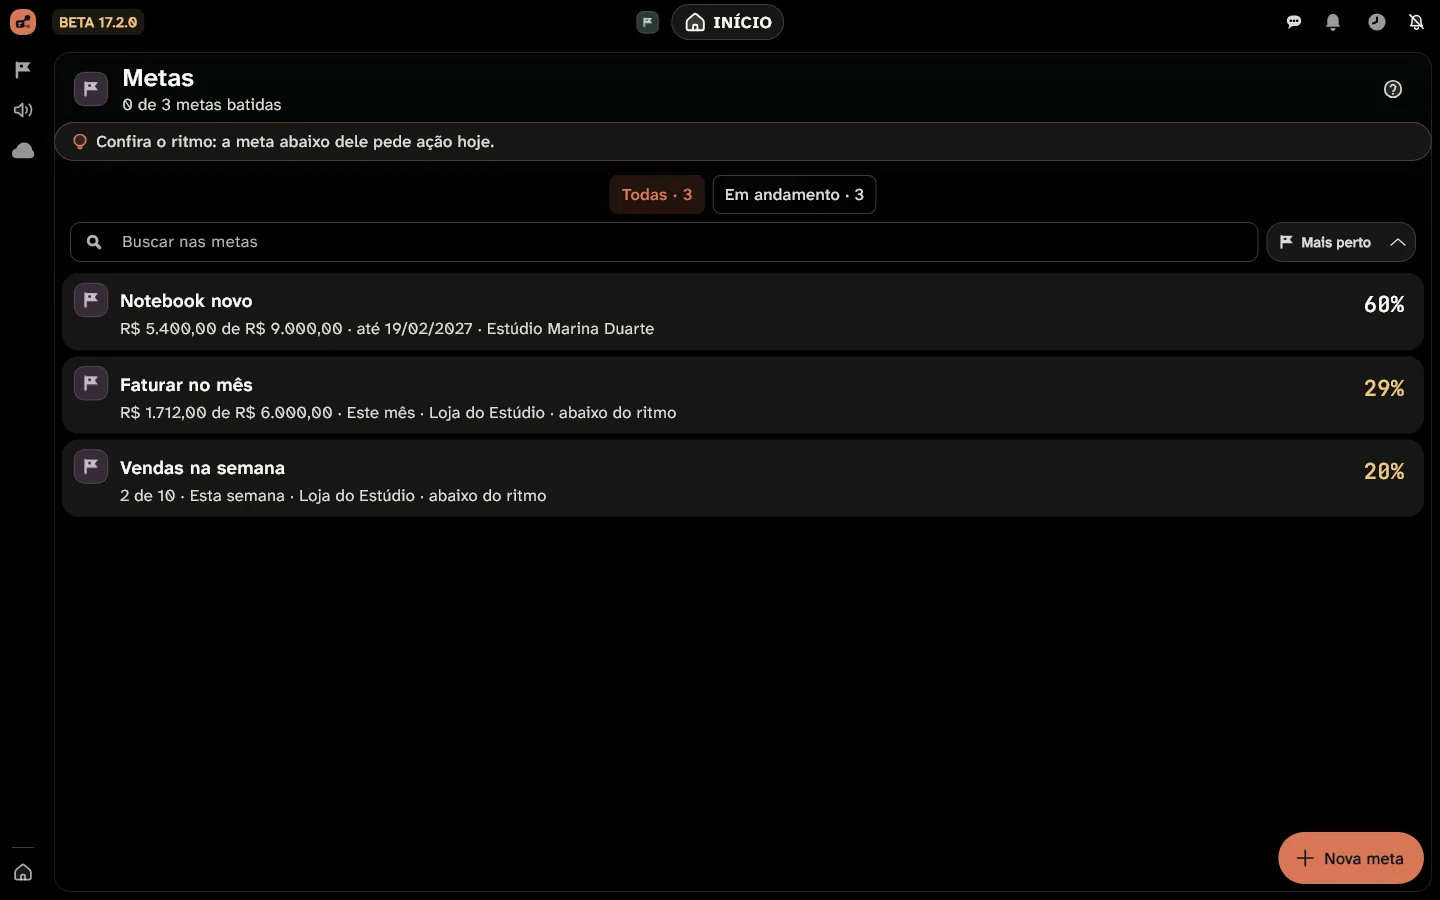 BETA 17.2.0
INÍCIO
Metas
0 de 3 metas batidas
Confira o ritmo: a meta abaixo dele pede ação hoje.
Todas · 3
Em andamento · 3
Buscar nas metas
Mais perto
Notebook novo
60%
R$ 5.400,00 de R$ 9.000,00 · até 19/02/2027 · Estúdio Marina Duarte
Faturar no mês
29%
R$ 1.712,00 de R$ 6.000,00 · Este mês · Loja do Estúdio · abaixo do ritmo
Vendas na semana
20%
2 de 10 · Esta semana · Loja do Estúdio · abaixo do ritmo
Nova meta